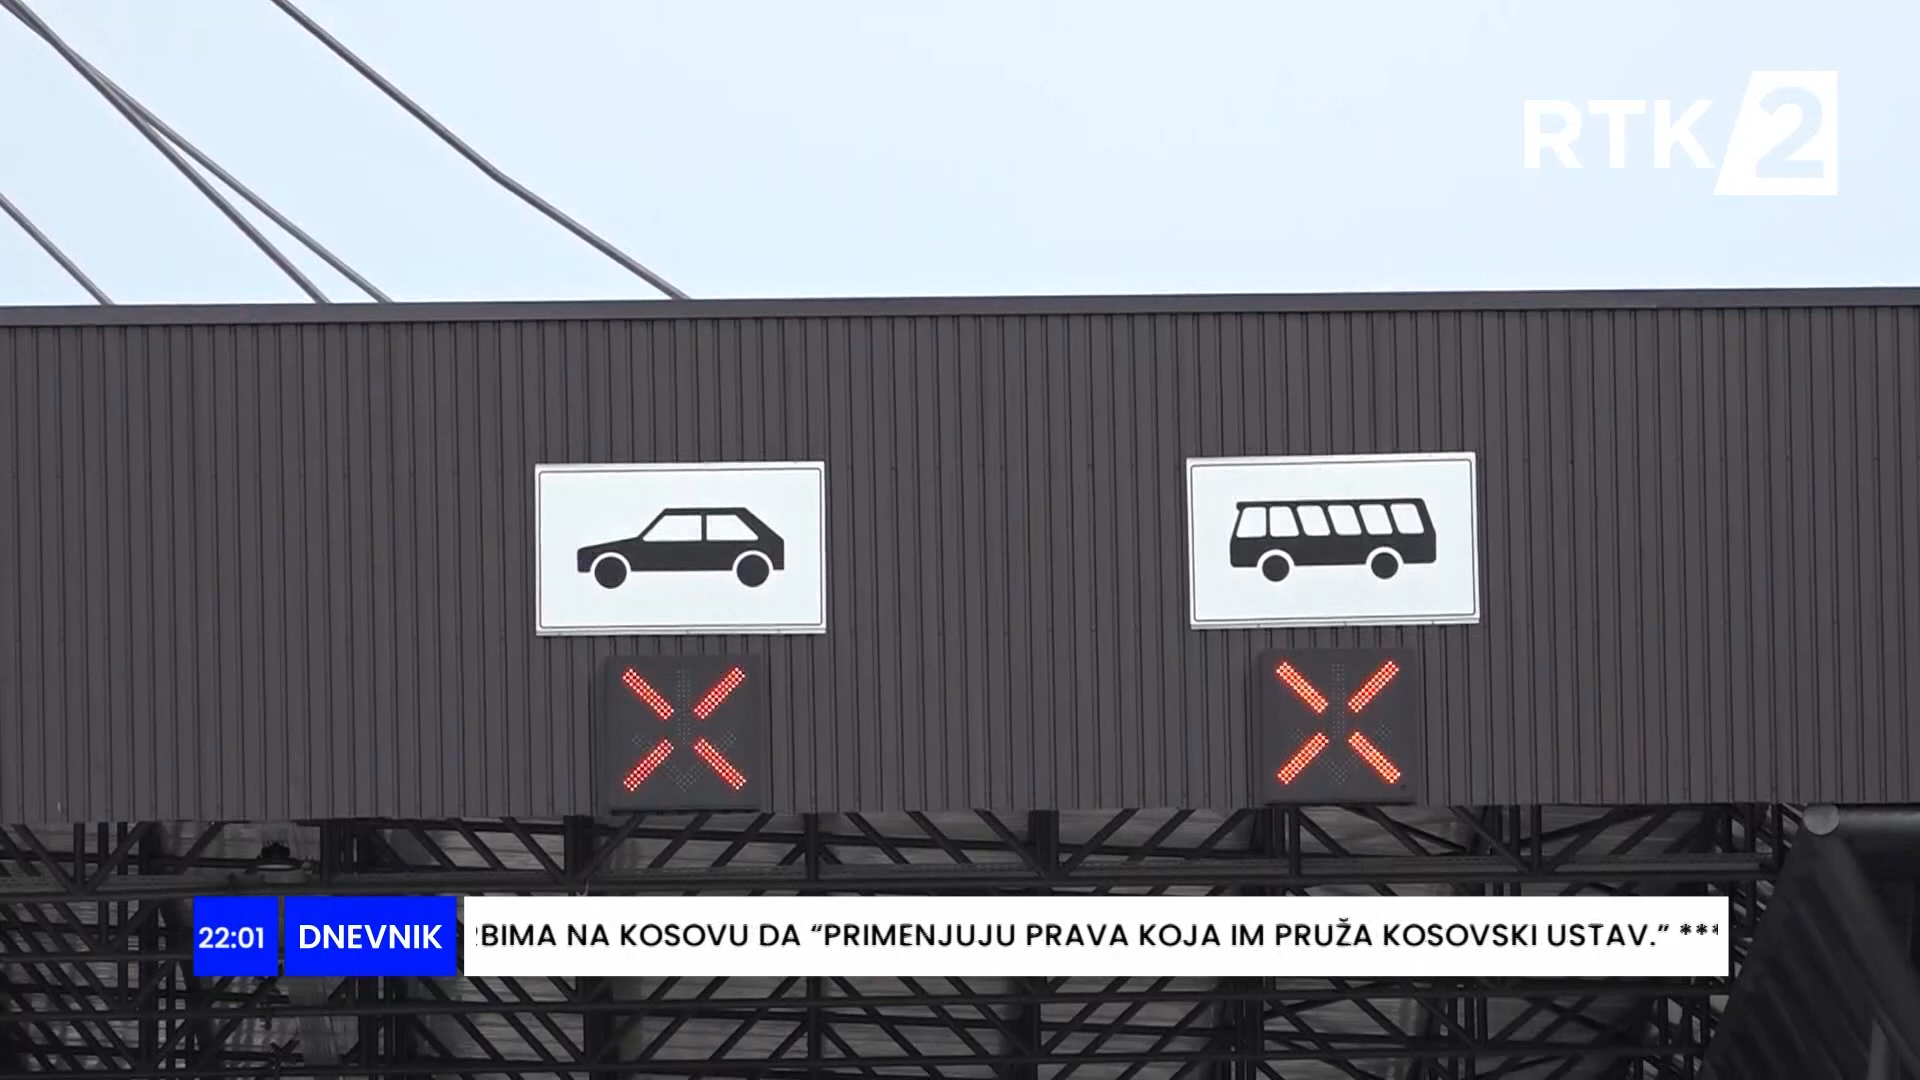 RTK 2
22:01 DNEVNIK BIMA NA KOSOVU DA “PRIMENJUJU PRAVA KOJA IM PRUŽA KOSOVSKI USTAV.” ***